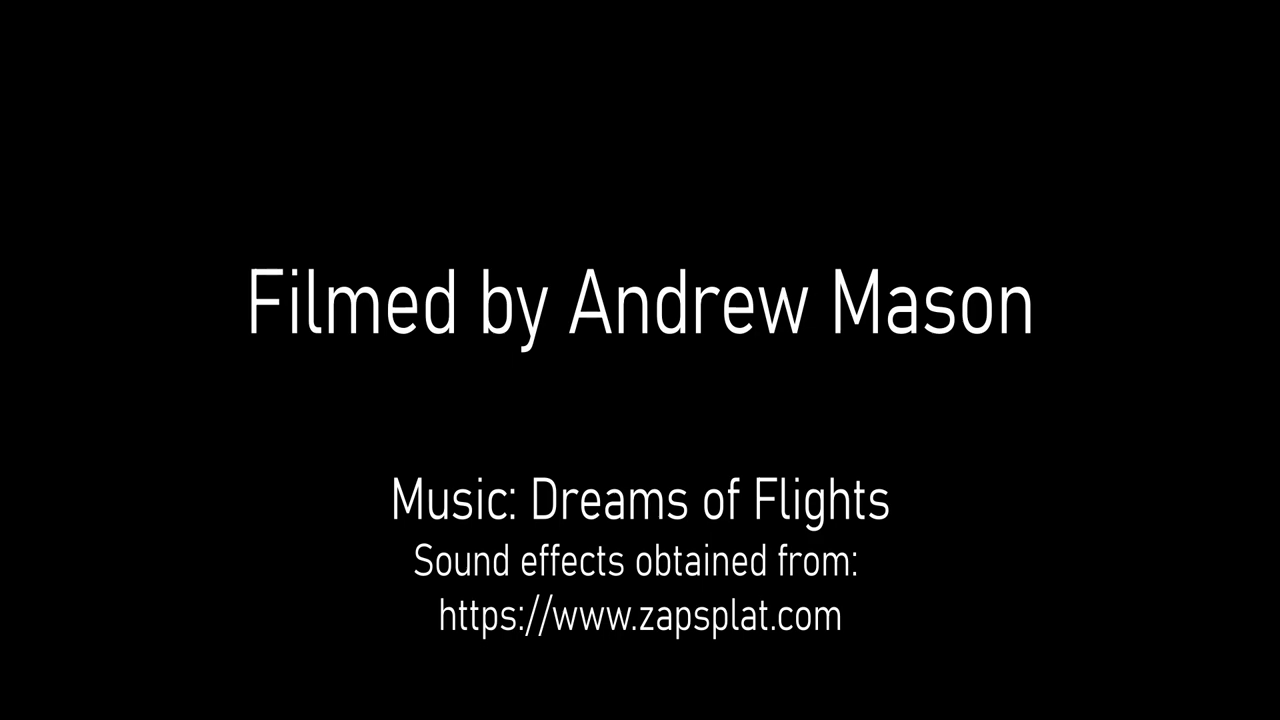 Filmed by Andrew Mason
Music: Dreams of Flights
Sound effects obtained from:
https://www.zapsplat.com